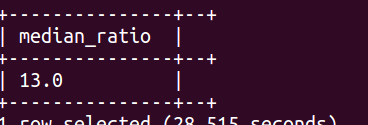 +---------------+--+
| median_ratio  |
+---------------+--+
| 13.0          |
+---------------+--+
1 row selected (28.515 seconds)